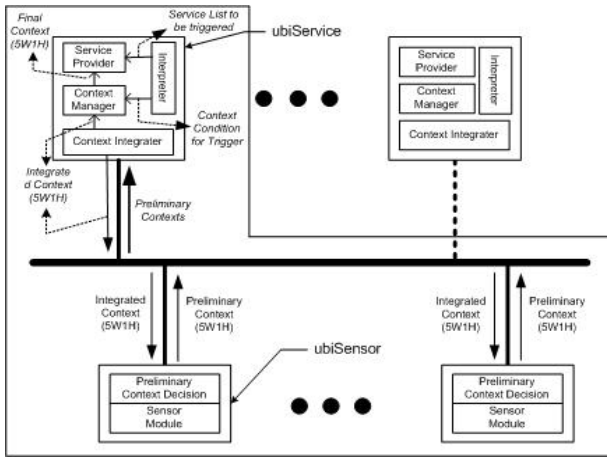 Final
Context
(5W1H)
Service List to
be triggered
ubiService
Service
Provider
Interpreter
Context
Manager
Context Integrater
Context
Condition
for Trigger
Integrate
d Context
(5W1H)
Preliminary
Contexts
Service
Provider
Interpreter
Context
Manager
Context Integrater
Integrated
Context
(5W1H)
Preliminary
Context
(5W1H)
Integrated
Context
(5W1H)
Preliminary
Context
(5W1H)
ubiSensor
Preliminary
Context Decision
Sensor
Module
Preliminary
Context Decision
Sensor
Module